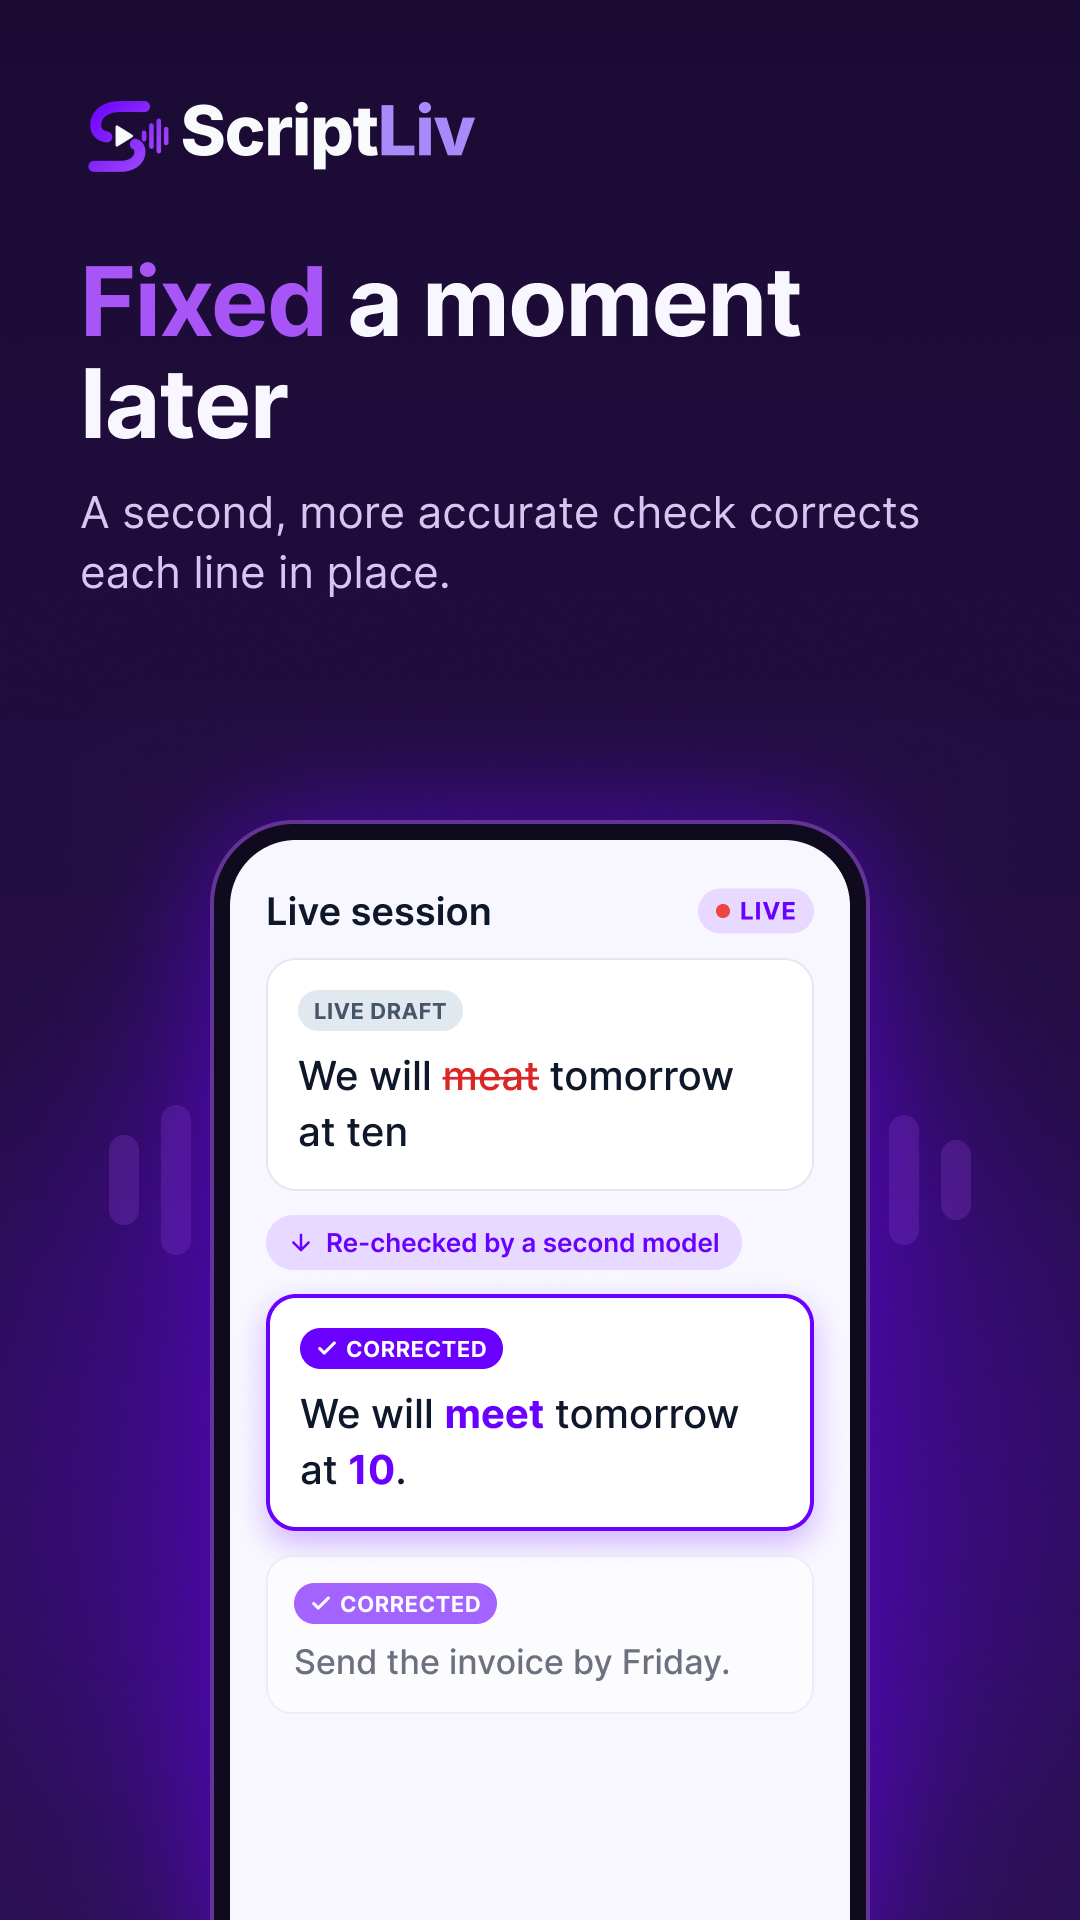 ScriptLiv
Fixed a moment
later
A second, more accurate check corrects
each line in place.
Live session
LIVE
LIVE DRAFT
We will meat tomorrow
at ten
Re-checked by a second model
CORRECTED
We will meet tomorrow
at 10.
CORRECTED
Send the invoice by Friday.